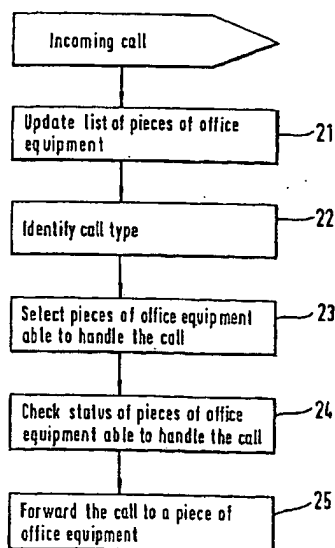 Incoming call
Update list of pieces of office
equipment
21
Identify call type
22
Select pieces of office equipment
able to handle the call
23
Check status of pieces of office
equipment able to handle the call
24
Forward the call to a piece of
office equipment
25